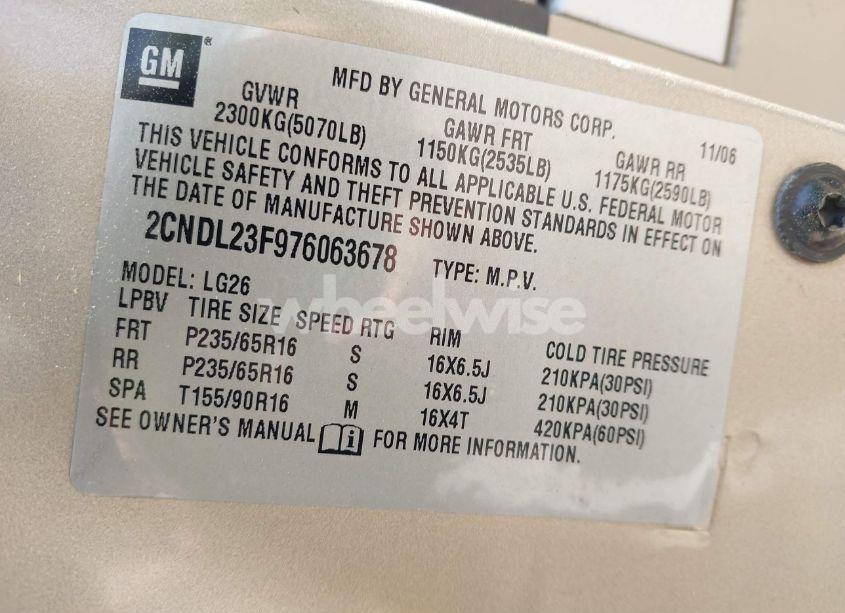 GM
MFD BY GENERAL MOTORS CORP. 11/06
GVWR GAWR FRT GAWR RR
2300KG(5070LB) 1150KG(2535LB) 1175KG(2590LB)
THIS VEHICLE CONFORMS TO ALL APPLICABLE U.S. FEDERAL MOTOR
VEHICLE SAFETY AND THEFT PREVENTION STANDARDS IN EFFECT ON
THE DATE OF MANUFACTURE SHOWN ABOVE.
2CNDL23F976063678 TYPE: M.P.V.
MODEL: LG26
LPBV TIRE SIZE SPEED RTG RIM COLD TIRE PRESSURE
FRT P235/65R16 S 16X6.5J 210KPA(30PSI)
RR P235/65R16 S 16X6.5J 210KPA(30PSI)
SPA T155/90R16 M 16X4T 420KPA(60PSI)
SEE OWNER'S MANUAL i FOR MORE INFORMATION.
wheelwise